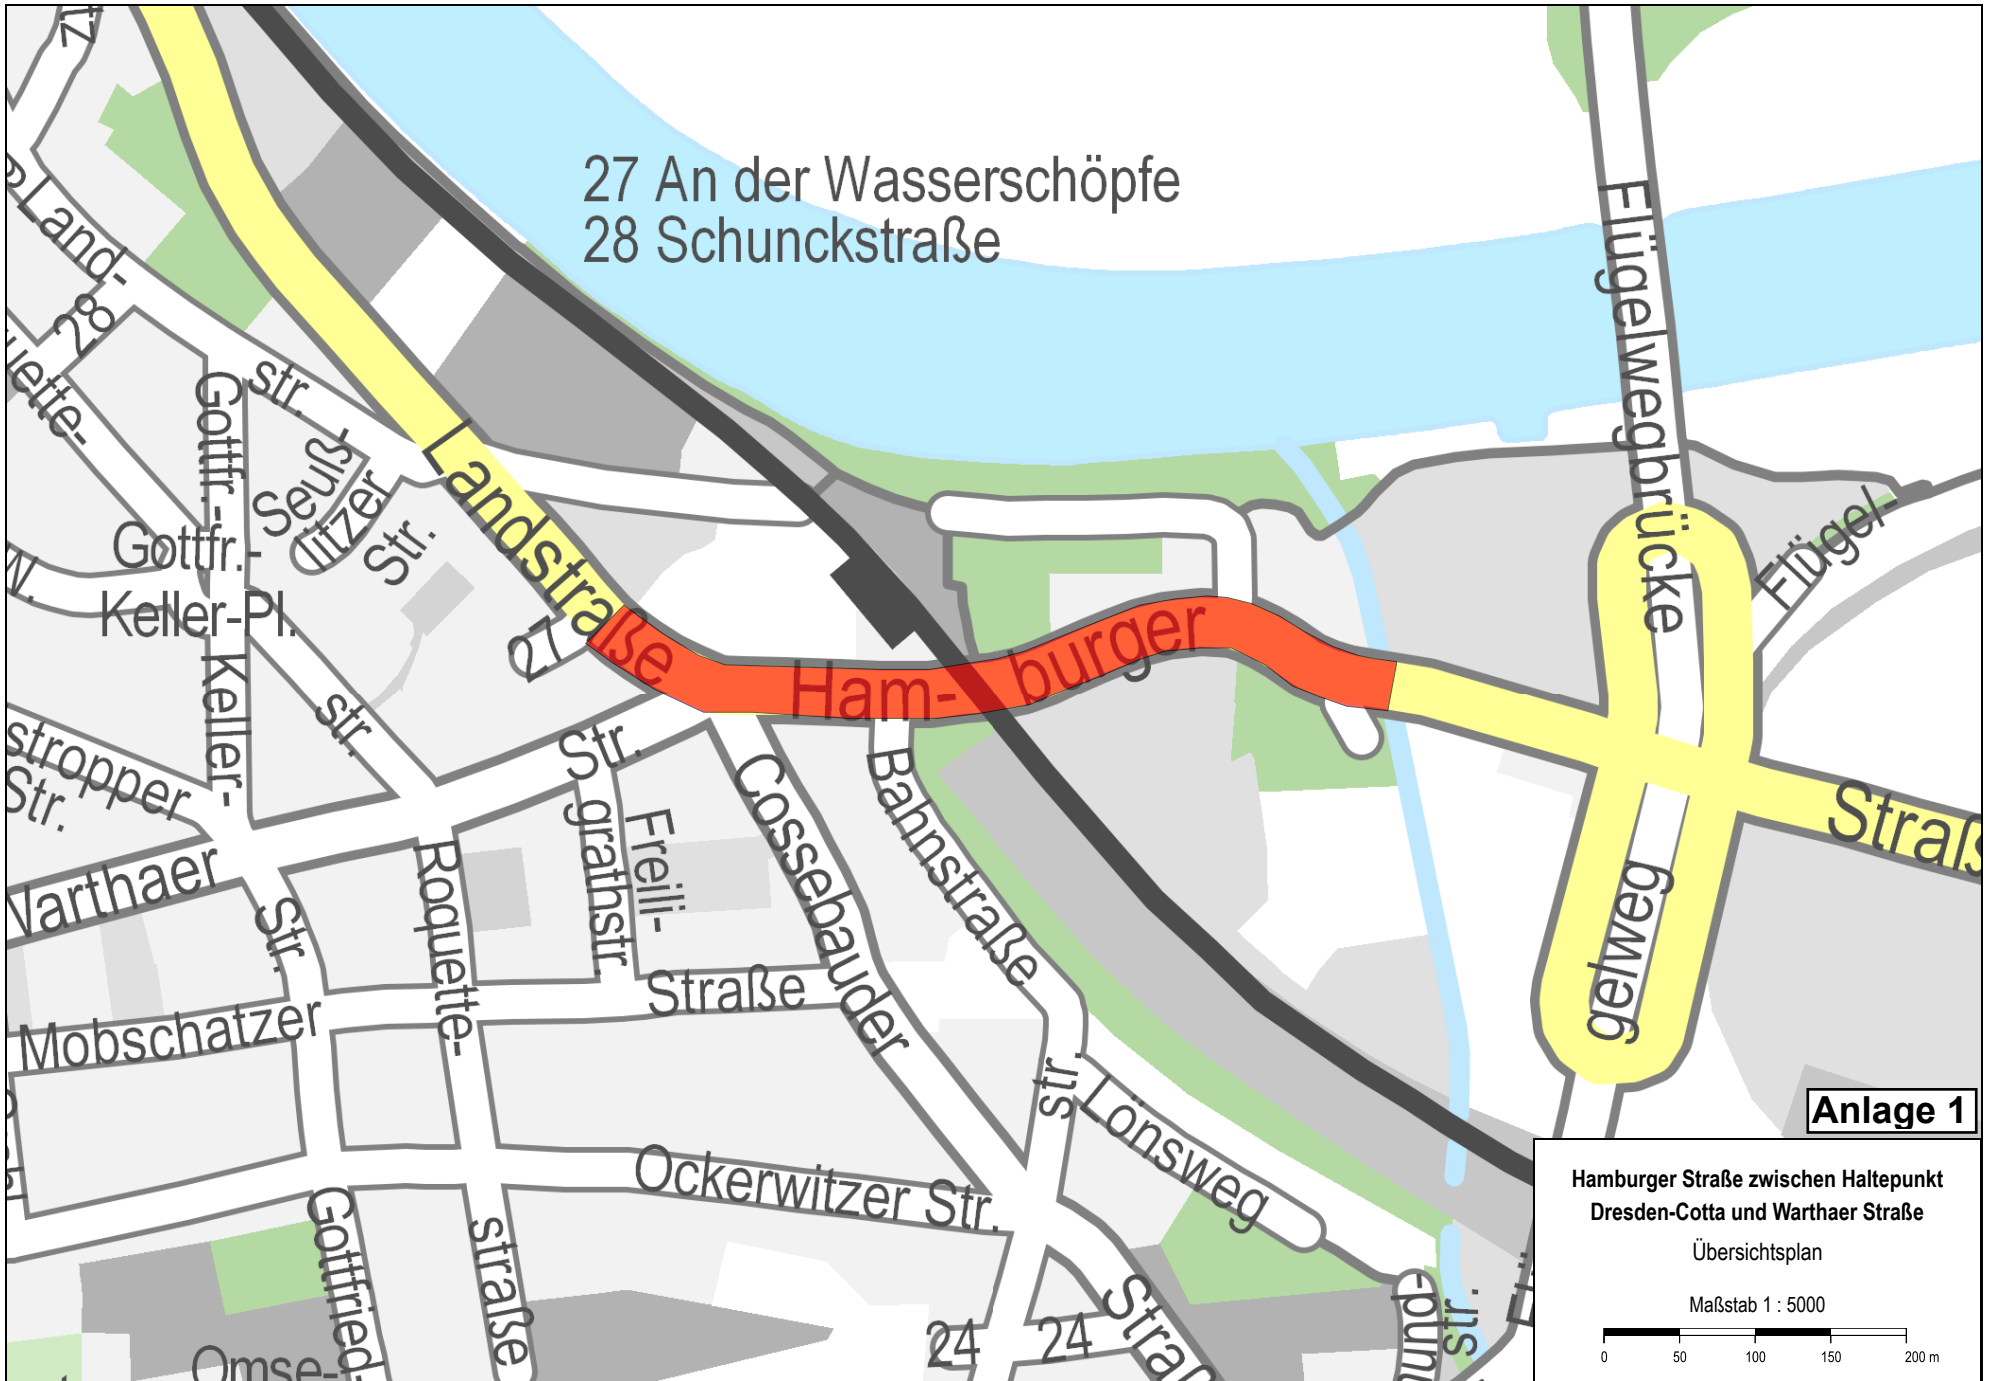 27 An der Wasserschöpfe
28 Schunckstraße
Flügelwegbrücke
Land-
28
str.
Gottfr.-
Seuß-
litzer
Str.
Landstraße
Flügel-
Gottfr.-
Keller-Pl.
27
Ham-
burger
Keller-
str.
stropper
Str.
Str.
Straß
Cossebauder
Bahnstraße
Freili-
grathstr.
Roquette-
Warthaer
Str.
gelweg
Straße
Mobschatzer
str.
Lönsweg
Ockerwitzer Str.
Gottfried-
straße
24
24
Straß
str.
Omse-
Anlage 1
Hamburger Straße zwischen Haltepunkt
Dresden-Cotta und Warthaer Straße
Übersichtsplan
Maßstab 1 : 5000
0 50 100 150 200 m